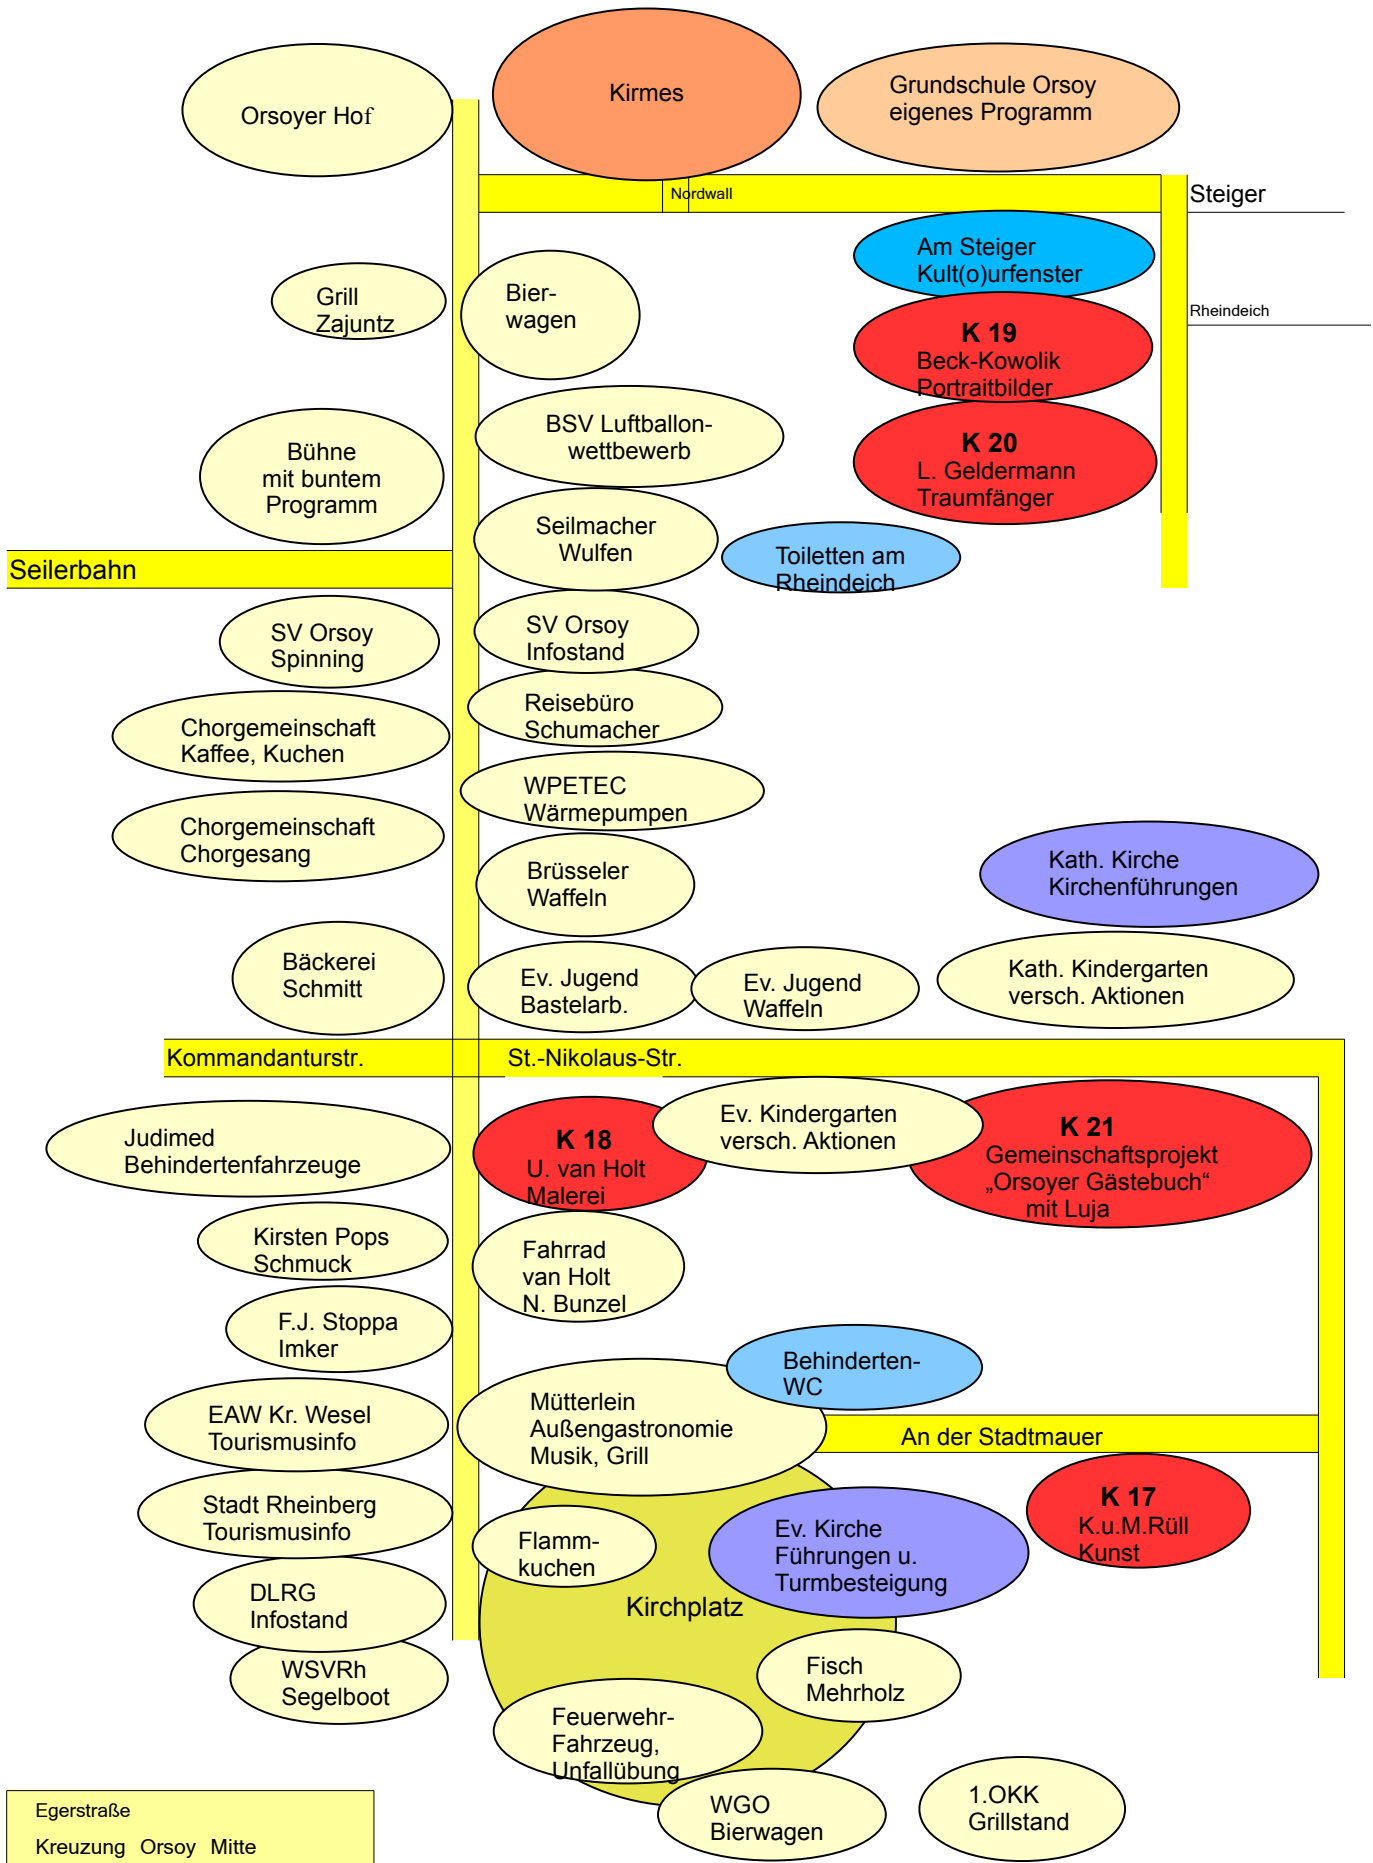 Orsoyer Hof
Kirmes
Grundschule Orsoy
eigenes Programm
Nordwall
Steiger
Am Steiger
Kult(o)urfenster
Rheindeich
Grill
Zajuntz
Bier-
wagen
K 19
Beck-Kowolik
Portraitbilder
BSV Luftballon-
wettbewerb
K 20
L. Geldermann
Traumfänger
Bühne
mit buntem
Programm
Seilmacher
Wulfen
Toiletten am
Rheindeich
Seilerbahn
SV Orsoy
Spinning
SV Orsoy
Infostand
Chorgemeinschaft
Kaffee, Kuchen
Reisebüro
Schumacher
WPETEC
Wärmepumpen
Chorgemeinschaft
Chorgesang
Brüsseler
Waffeln
Kath. Kirche
Kirchenführungen
Bäckerei
Schmitt
Ev. Jugend
Bastelarb.
Ev. Jugend
Waffeln
Kath. Kindergarten
versch. Aktionen
Kommandanturstr.
St.-Nikolaus-Str.
Judimed
Behindertenfahrzeuge
K 18
U. van Holt
Malerei
Ev. Kindergarten
versch. Aktionen
K 21
Gemeinschaftsprojekt
„Orsoyer Gästebuch“
mit Luja
Kirsten Pops
Schmuck
Fahrrad
van Holt
N. Bunzel
F.J. Stoppa
Imker
Behinderten-
WC
EAW Kr. Wesel
Tourismusinfo
Mütterlein
Außengastronomie
Musik, Grill
An der Stadtmauer
Stadt Rheinberg
Tourismusinfo
Flamm-
kuchen
Ev. Kirche
Führungen u.
Turmbesteigung
K 17
K.u.M.Rüll
Kunst
DLRG
Infostand
Kirchplatz
WSVRh
Segelboot
Fisch
Mehrholz
Feuerwehr-
Fahrzeug,
Unfallübung
WGO
Bierwagen
1.OKK
Grillstand
Egerstraße
Kreuzung Orsoy Mitte